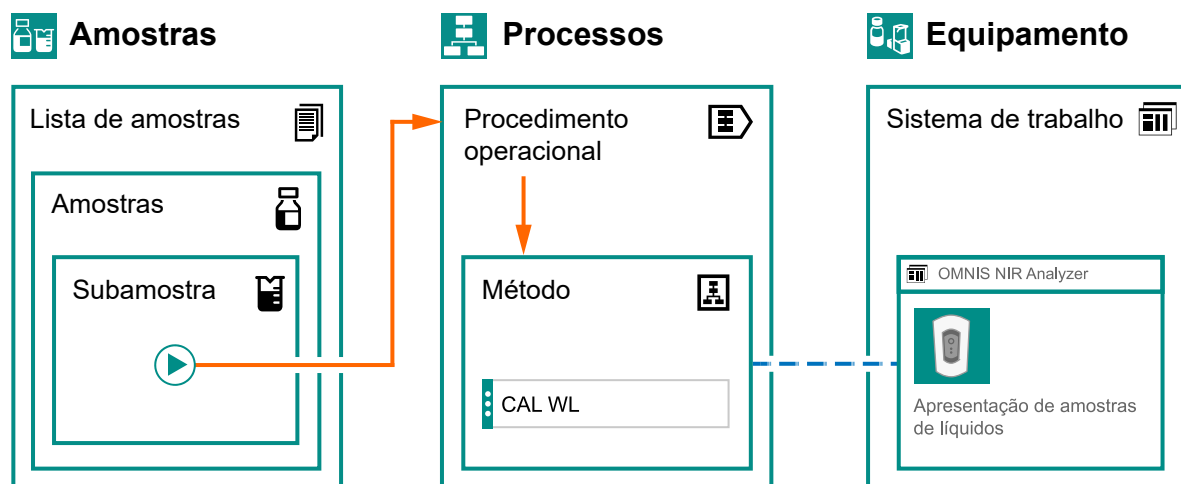 Amostras
Processos
Equipamento
Lista de amostras
Amostras
Subamostra
Procedimento
operacional
Método
CAL WL
Sistema de trabalho
OMNIS NIR Analyzer
Apresentação de amostras
de líquidos